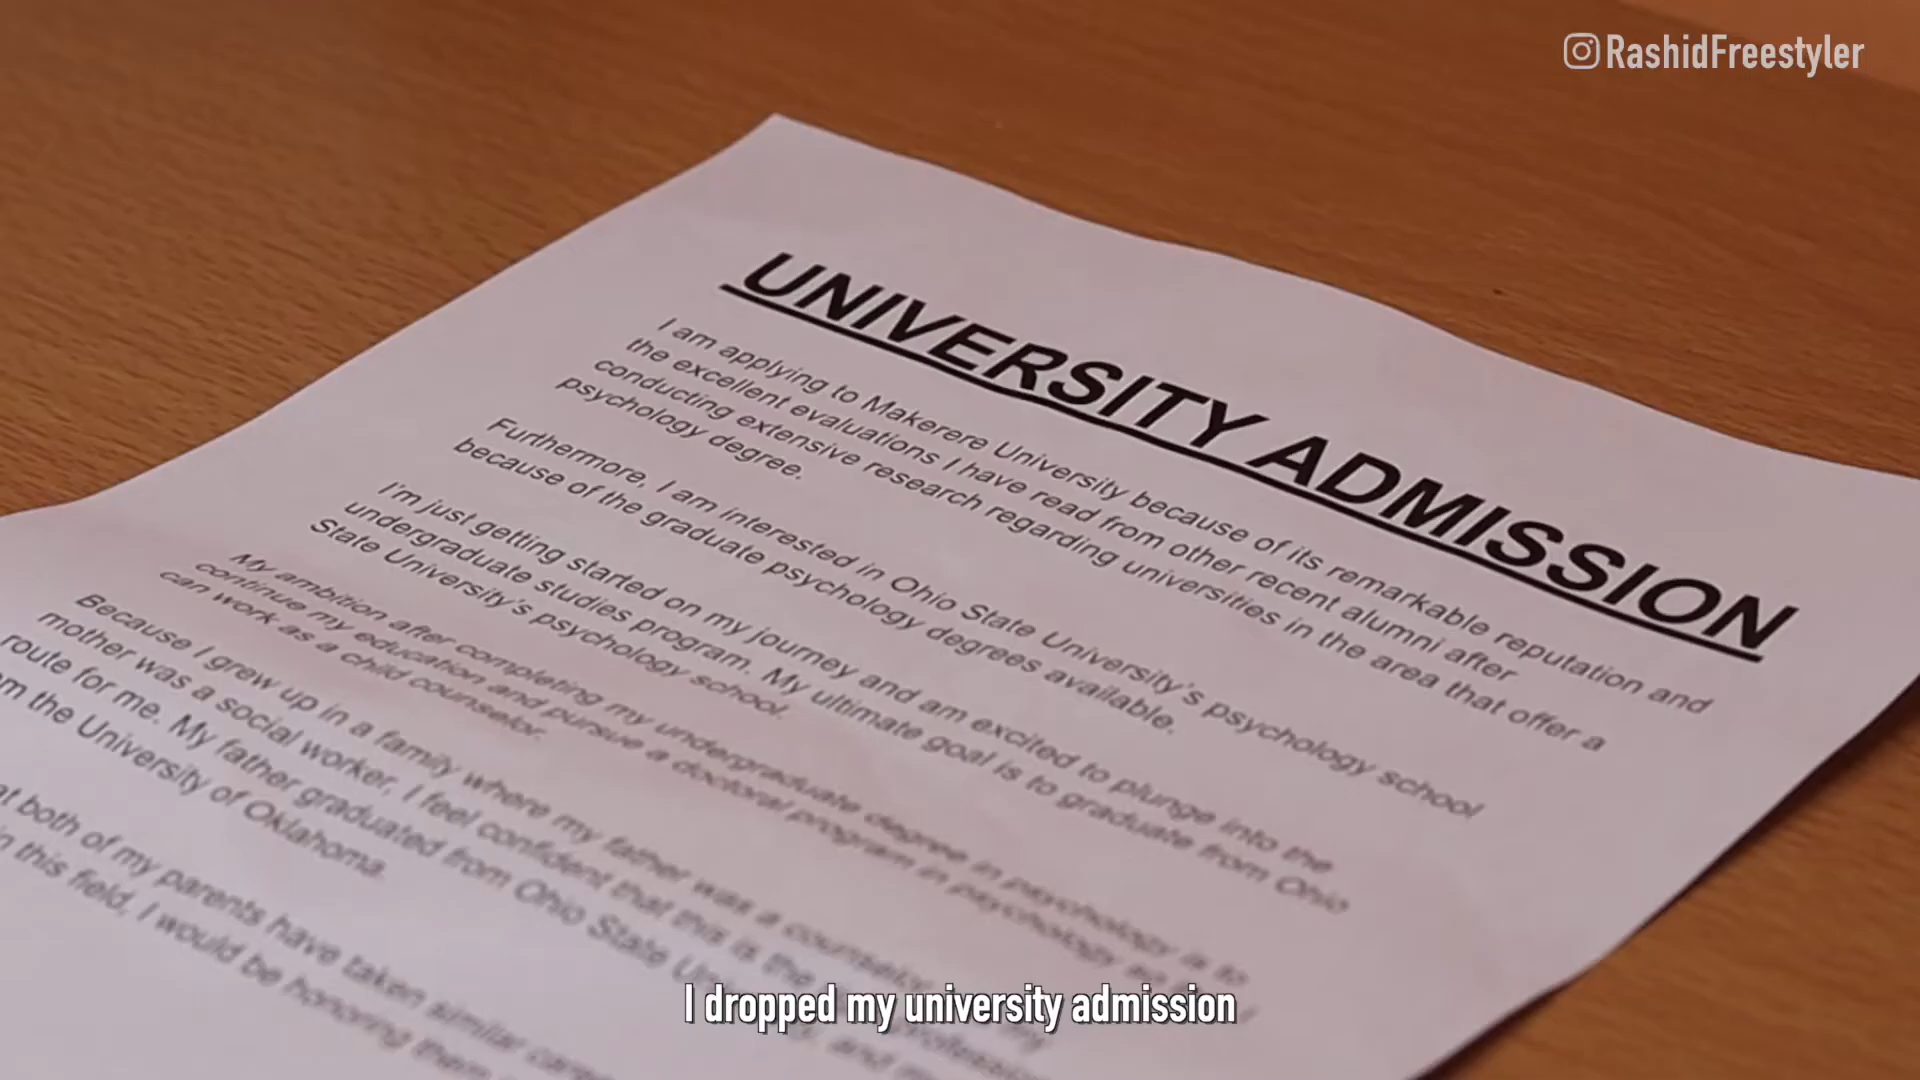 RashidFreestyler
UNIVERSITY ADMISSION
I am applying to Makerere University because of its remarkable reputation and
the excellent evaluations I have read from other recent alumni after
conducting extensive research regarding universities in the area that offer a
psychology degree.
Furthermore, I am interested in Ohio State University's psychology school
because of the graduate psychology degrees available.
I'm just getting started on my journey and am excited to plunge into the
undergraduate studies program. My ultimate goal is to graduate from Ohio
State University's psychology school.
My ambition after completing my undergraduate degree in psychology is to
continue my education and pursue a doctoral program in psychology so
can work as a child counselor.
Because I grew up in a family where my father was a counselor
mother was a social worker, I feel confident that this is the
route for me. My father graduated from Ohio State
the University of Oklahoma.
both of my parents have taken similar
this field, I would be honoring them
I dropped my university admission